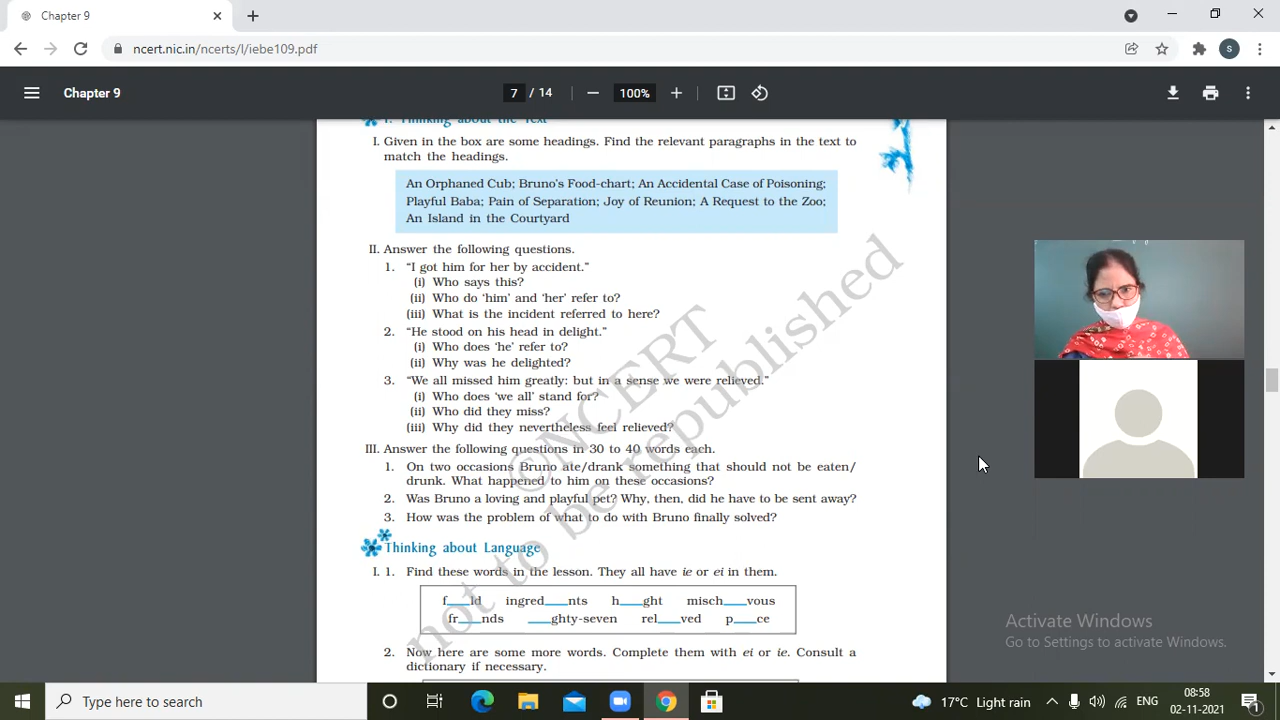 Chapter 9
ncert.nic.in/ncerts/l/iebe109.pdf
S
Chapter 9
7 / 14
100%
I. Thinking about the Text
I. Given in the box are some headings. Find the relevant paragraphs in the text to
match the headings.
An Orphaned Cub; Bruno's Food-chart; An Accidental Case of Poisoning;
Playful Baba; Pain of Separation; Joy of Reunion; A Request to the Zoo;
An Island in the Courtyard
II. Answer the following questions.
1. “I got him for her by accident.”
(i) Who says this?
(ii) Who do ‘him’ and ‘her’ refer to?
(iii) What is the incident referred to here?
2. “He stood on his head in delight.”
(i) Who does ‘he’ refer to?
(ii) Why was he delighted?
3. “We all missed him greatly: but in a sense we were relieved.”
(i) Who does ‘we all’ stand for?
(ii) Who did they miss?
(iii) Why did they nevertheless feel relieved?
III. Answer the following questions in 30 to 40 words each.
1. On two occasions Bruno ate/drank something that should not be eaten/
drunk. What happened to him on these occasions?
2. Was Bruno a loving and playful pet? Why, then, did he have to be sent away?
3. How was the problem of what to do with Bruno finally solved?
Thinking about Language
I. 1. Find these words in the lesson. They all have ie or ei in them.
f___ld ingred___nts h___ght misch___vous
fr___nds ___ghty-seven rel___ved p___ce
2. Now here are some more words. Complete them with ei or ie. Consult a
dictionary if necessary.
©NCERT
not to be republished
Activate Windows
Go to Settings to activate Windows.
Type here to search
17°C Light rain
ENG
08:58
02-11-2021
1